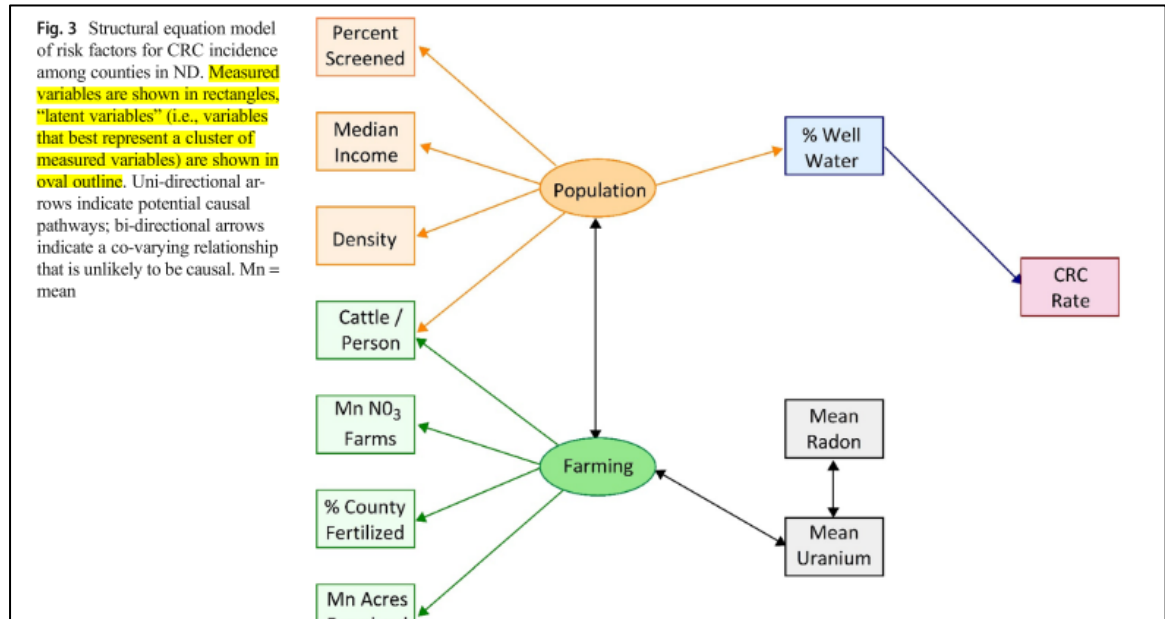 Fig. 3 Structural equation model
of risk factors for CRC incidence
among counties in ND. Measured
variables are shown in rectangles,
“latent variables” (i.e., variables
that best represent a cluster of
measured variables) are shown in
oval outline. Uni-directional ar-
rows indicate potential causal
pathways; bi-directional arrows
indicate a co-varying relationship
that is unlikely to be causal. Mn =
mean
Percent
Screened
Median
Income
Density
Cattle /
Person
Mn N0₃
Farms
% County
Fertilized
Mn Acres
Population
Farming
% Well
Water
CRC
Rate
Mean
Radon
Mean
Uranium